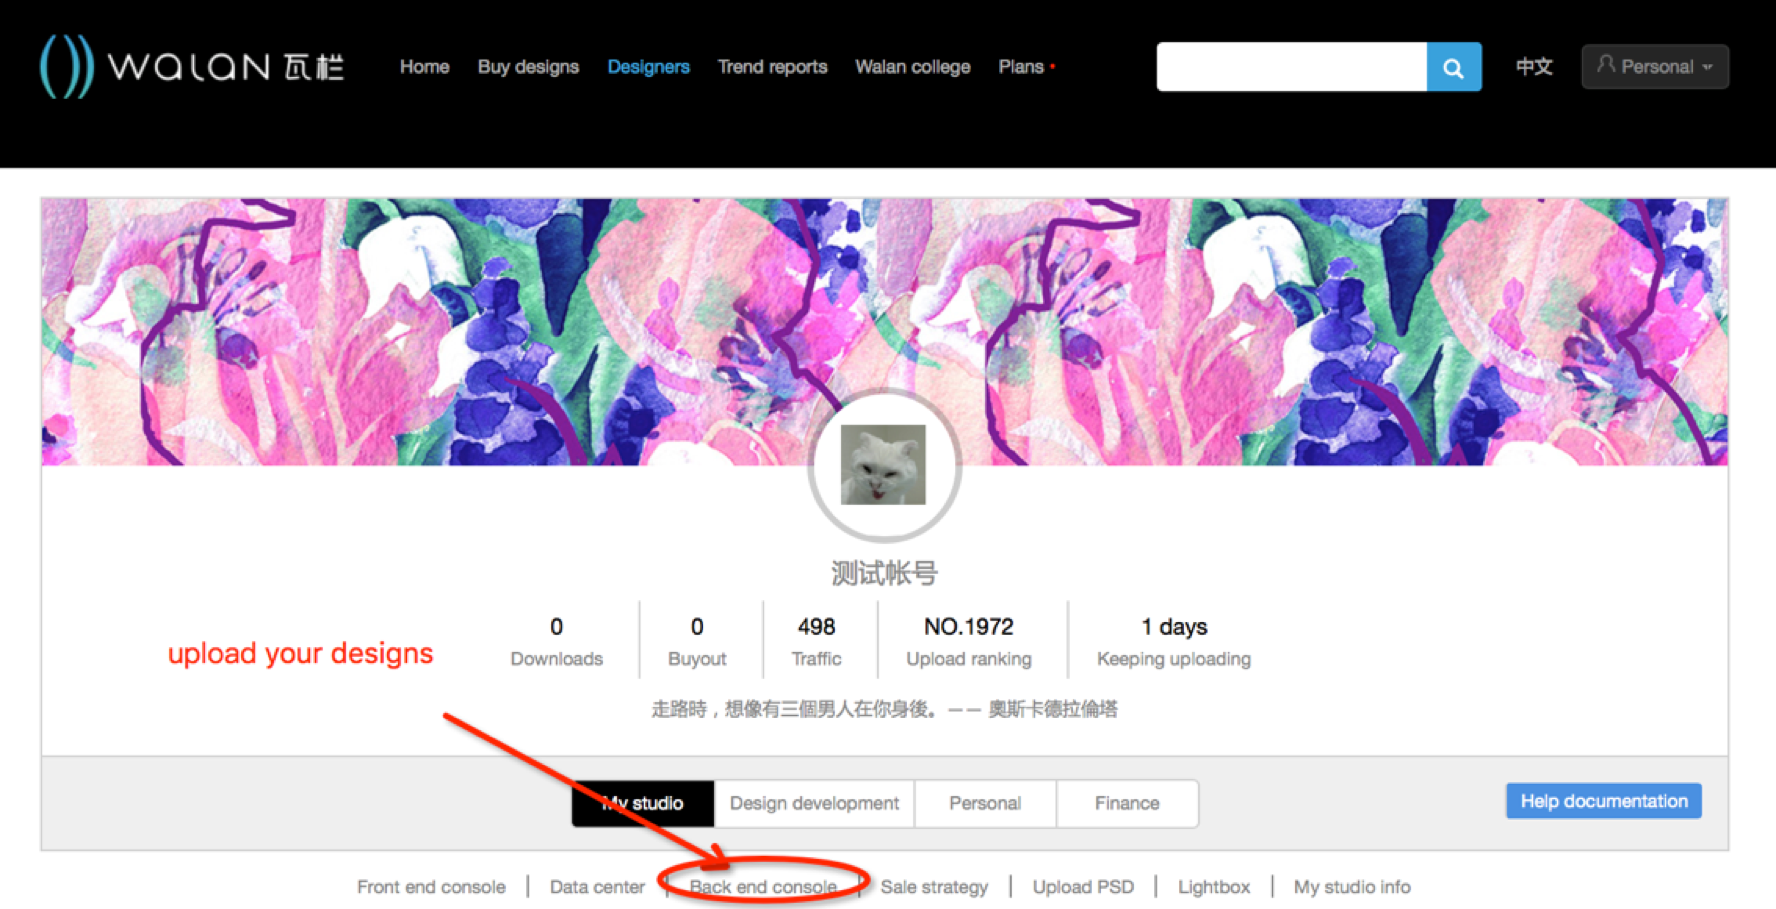 walan 瓦栏 Home Buy designs Designers Trend reports Walan college Plans 中文 Personal
测试帐号
0 0 498 NO.1972 1 days
Downloads Buyout Traffic Upload ranking Keeping uploading
upload your designs
走路時，想像有三個男人在你身後。—— 奧斯卡德拉倫塔
My studio Design development Personal Finance Help documentation
Front end console | Data center | Back end console | Sale strategy | Upload PSD | Lightbox | My studio info